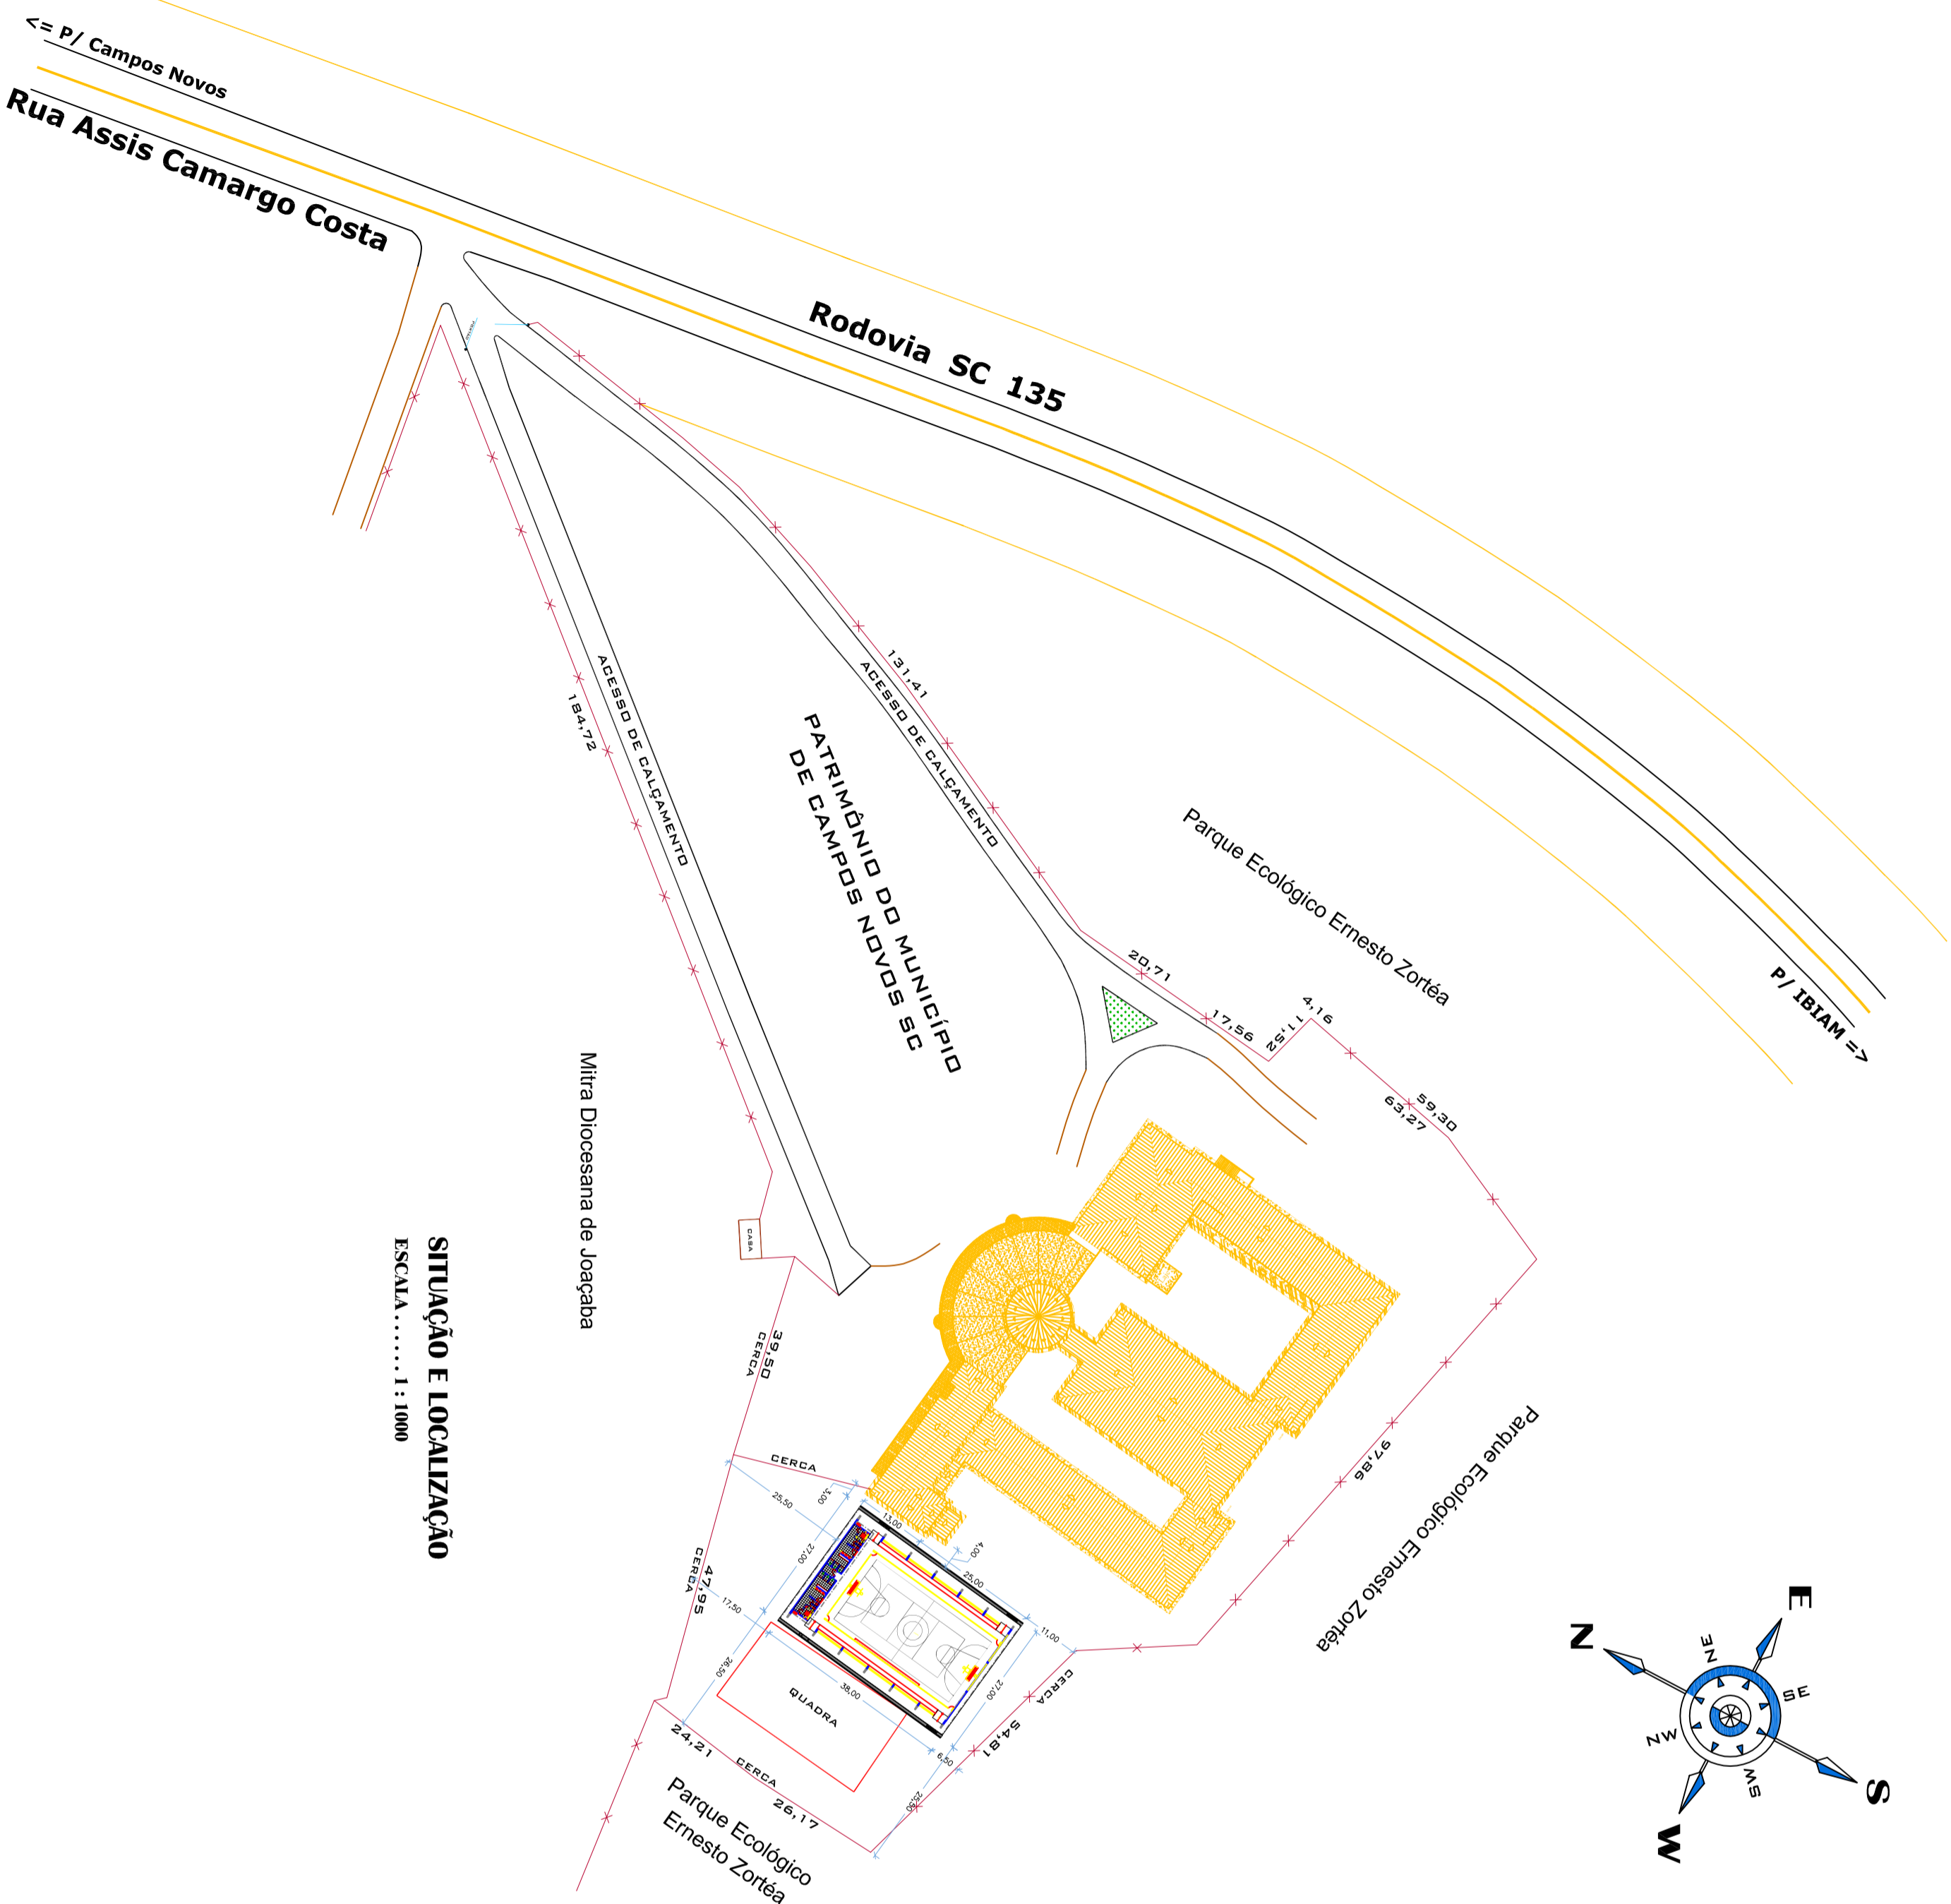 <= P/ Campos Novos
Rua Assis Camargo Costa
Rodovia SC 135
P/ IBIAM =>
131,41
ACESSO DE CALÇAMENTO
184,72
ACESSO DE CALÇAMENTO
PATRIMÔNIO DO MUNICÍPIO
DE CAMPOS NOVOS SC
Parque Ecológico Ernesto Zortéa
20,71
17,56
11,52
4,16
59,30
63,27
97,86
Parque Ecológico Ernesto Zortéa
Mitra Diocesana de Joaçaba
CASA
39,50
CERCA
SITUAÇÃO E LOCALIZAÇÃO
ESCALA . . . . . . 1 : 1000
CERCA
25,50
3,00
13,00
4,00
25,00
11,00
27,00
47,95
CERCA
17,50
26,50
38,00
27,00
6,50
25,50
QUADRA
CERCA
54,81
24,21
CERCA
26,17
Parque Ecológico
Ernesto Zortéa
N
NE
E
SE
S
SW
W
NW